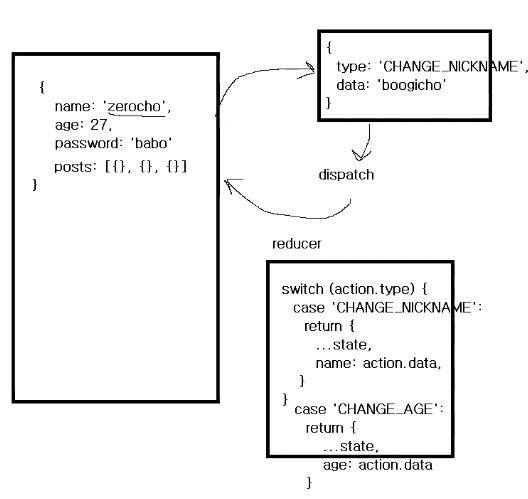 {
name: 'zerocho',
age: 27,
password: 'babo'
posts: [{}, {}, {}]
}
{
type: 'CHANGE_NICKNAME',
data: 'boogicho'
}
dispatch
reducer
switch (action.type) {
case 'CHANGE_NICKNAME':
return {
...state,
name: action.data,
}
}
case 'CHANGE_AGE':
return {
...state,
age: action.data
}